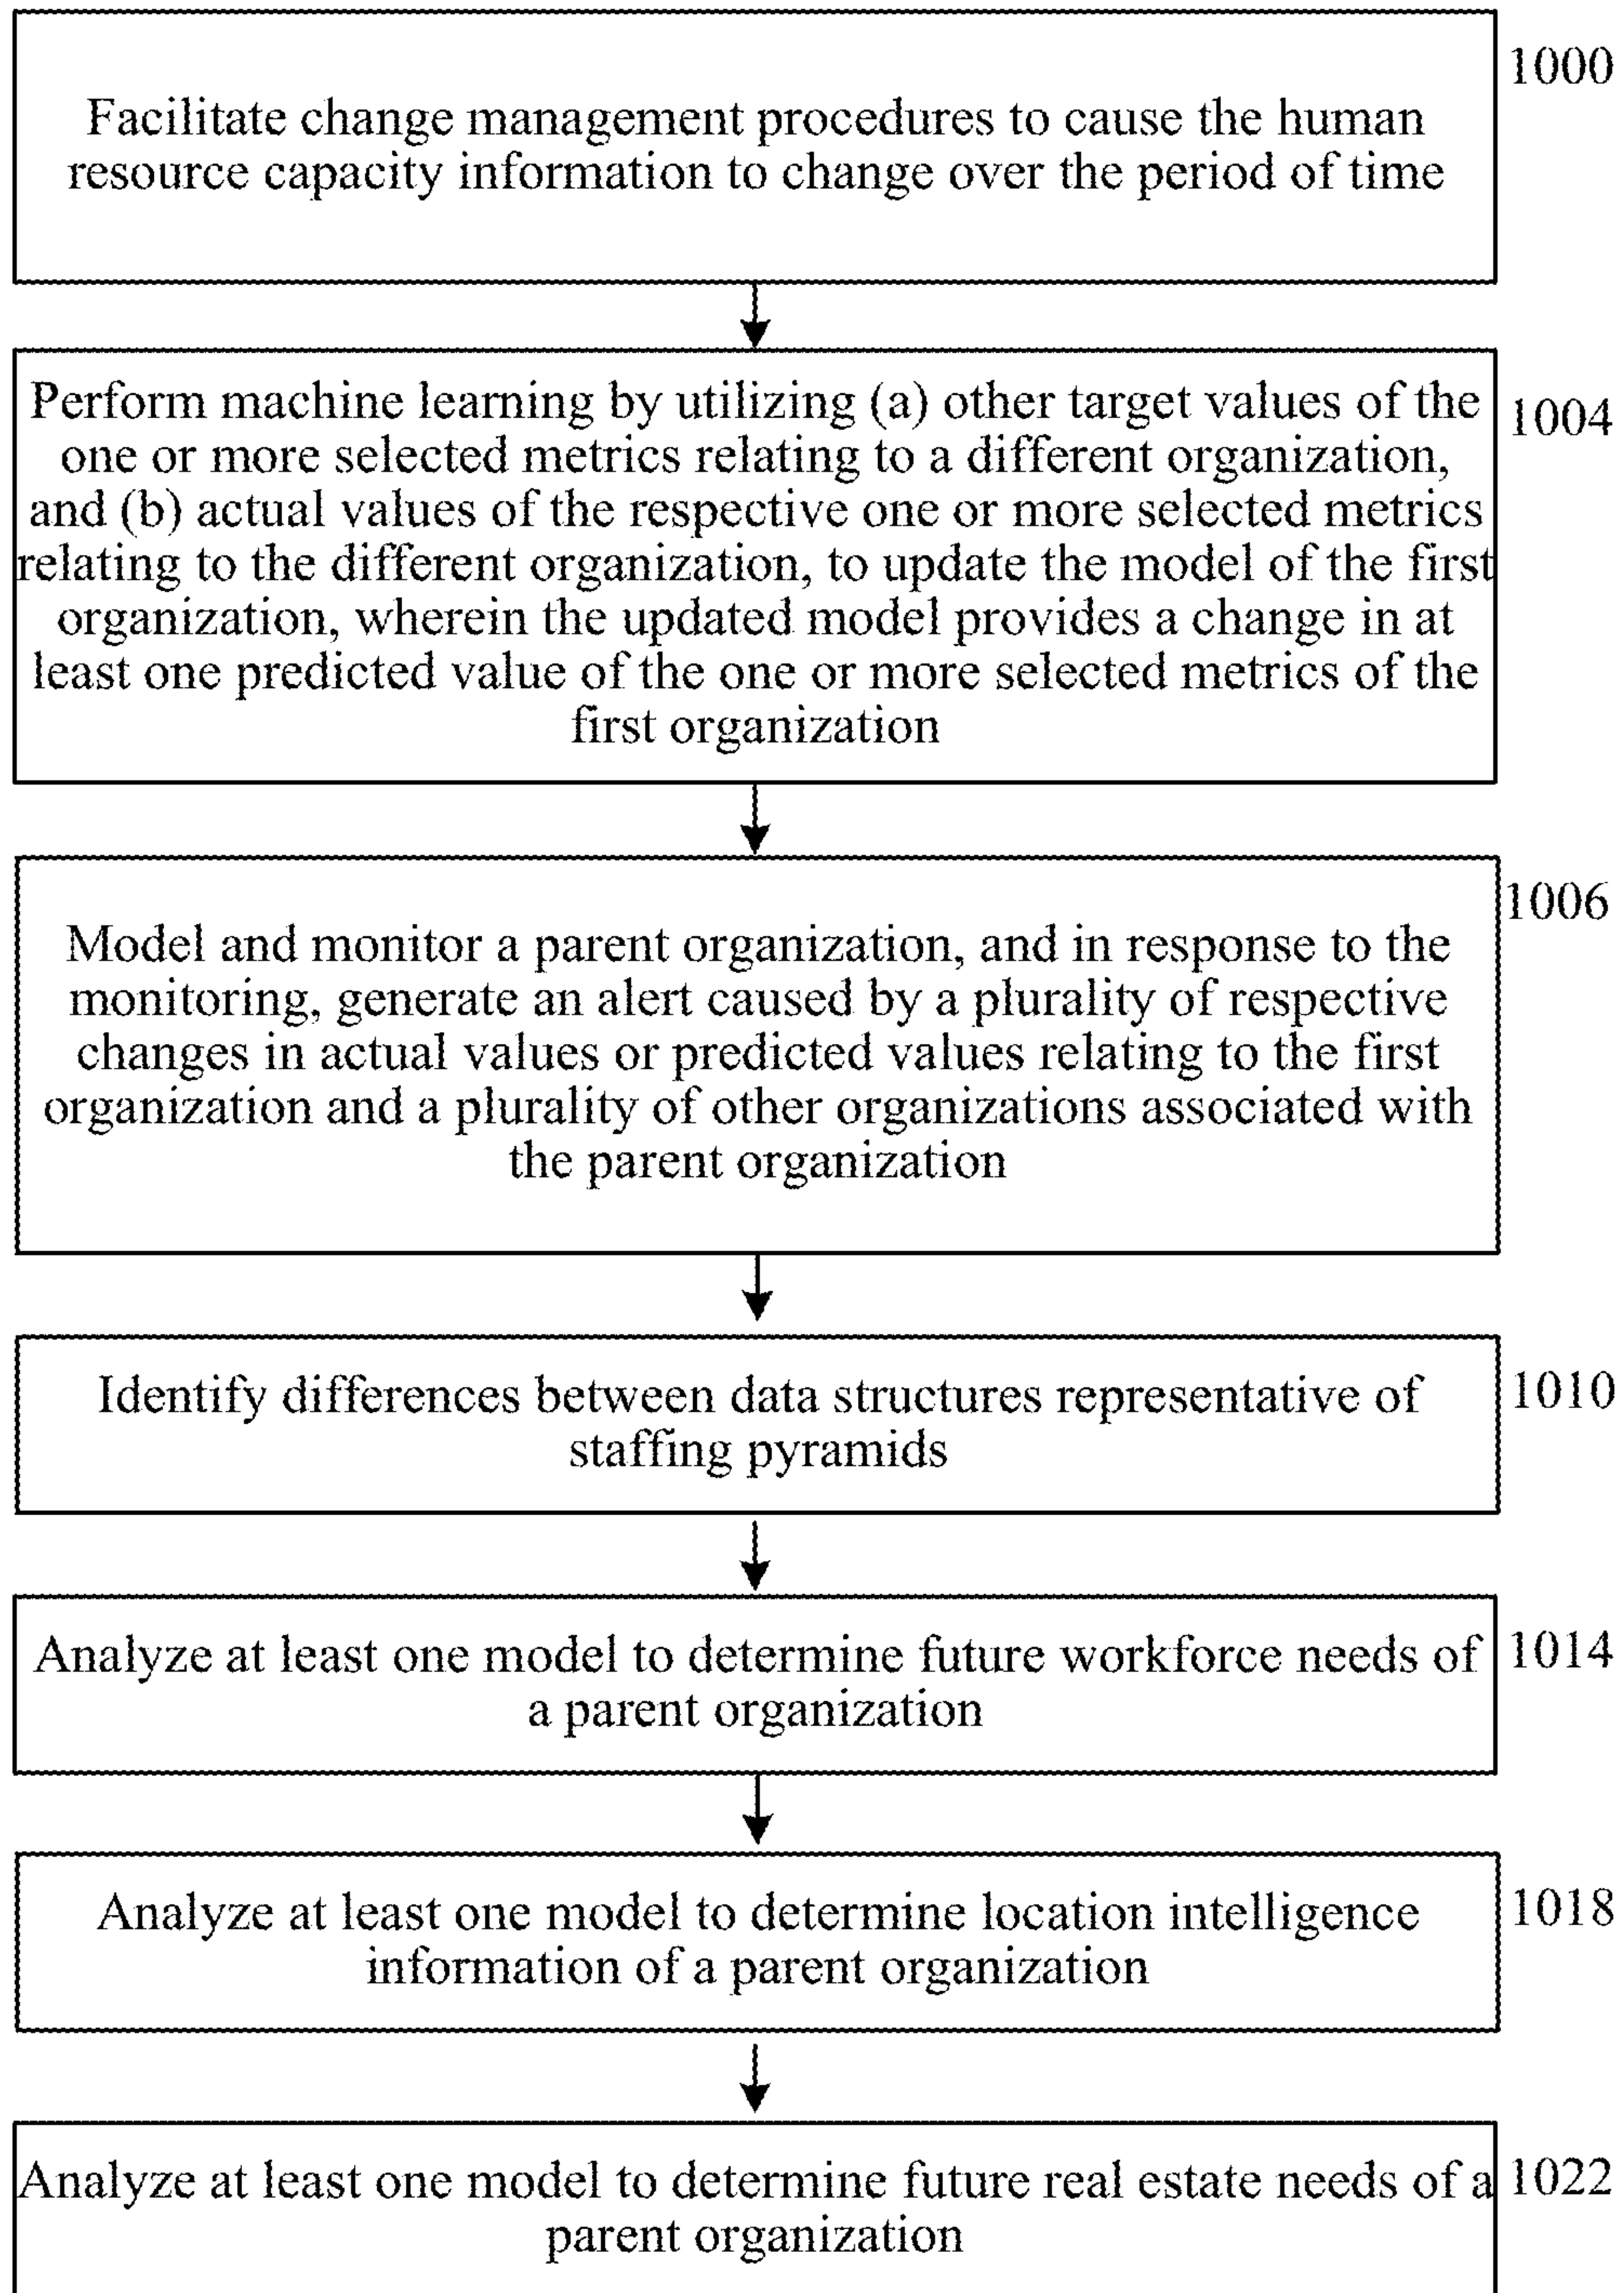 1000
Facilitate change management procedures to cause the human
resource capacity information to change over the period of time
1004
Perform machine learning by utilizing (a) other target values of the
one or more selected metrics relating to a different organization,
and (b) actual values of the respective one or more selected metrics
relating to the different organization, to update the model of the first
organization, wherein the updated model provides a change in at
least one predicted value of the one or more selected metrics of the
first organization
1006
Model and monitor a parent organization, and in response to the
monitoring, generate an alert caused by a plurality of respective
changes in actual values or predicted values relating to the first
organization and a plurality of other organizations associated with
the parent organization
1010
Identify differences between data structures representative of
staffing pyramids
1014
Analyze at least one model to determine future workforce needs of
a parent organization
1018
Analyze at least one model to determine location intelligence
information of a parent organization
1022
Analyze at least one model to determine future real estate needs of a
parent organization